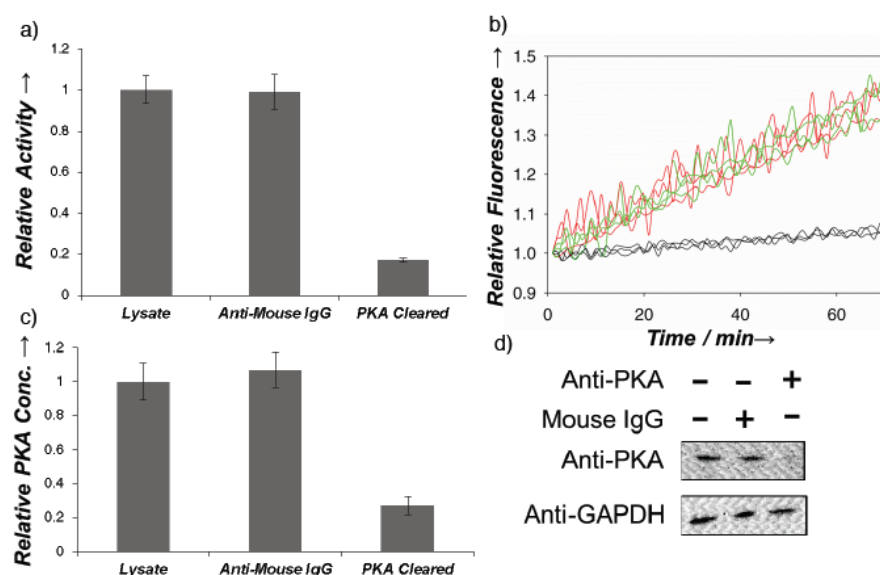 a)
Relative Activity →
1.2
1
0.8
0.6
0.4
0.2
0
Lysate Anti-Mouse IgG PKA Cleared
b)
Relative Fluorescence →
1.5
1.4
1.3
1.2
1.1
1.0
0.9
0 20 40 60
Time / min→
c)
Relative PKA Conc. →
1.2
1
0.8
0.6
0.4
0.2
0
Lysate Anti-Mouse IgG PKA Cleared
d)
Anti-PKA − − +
Mouse IgG − + −
Anti-PKA
Anti-GAPDH